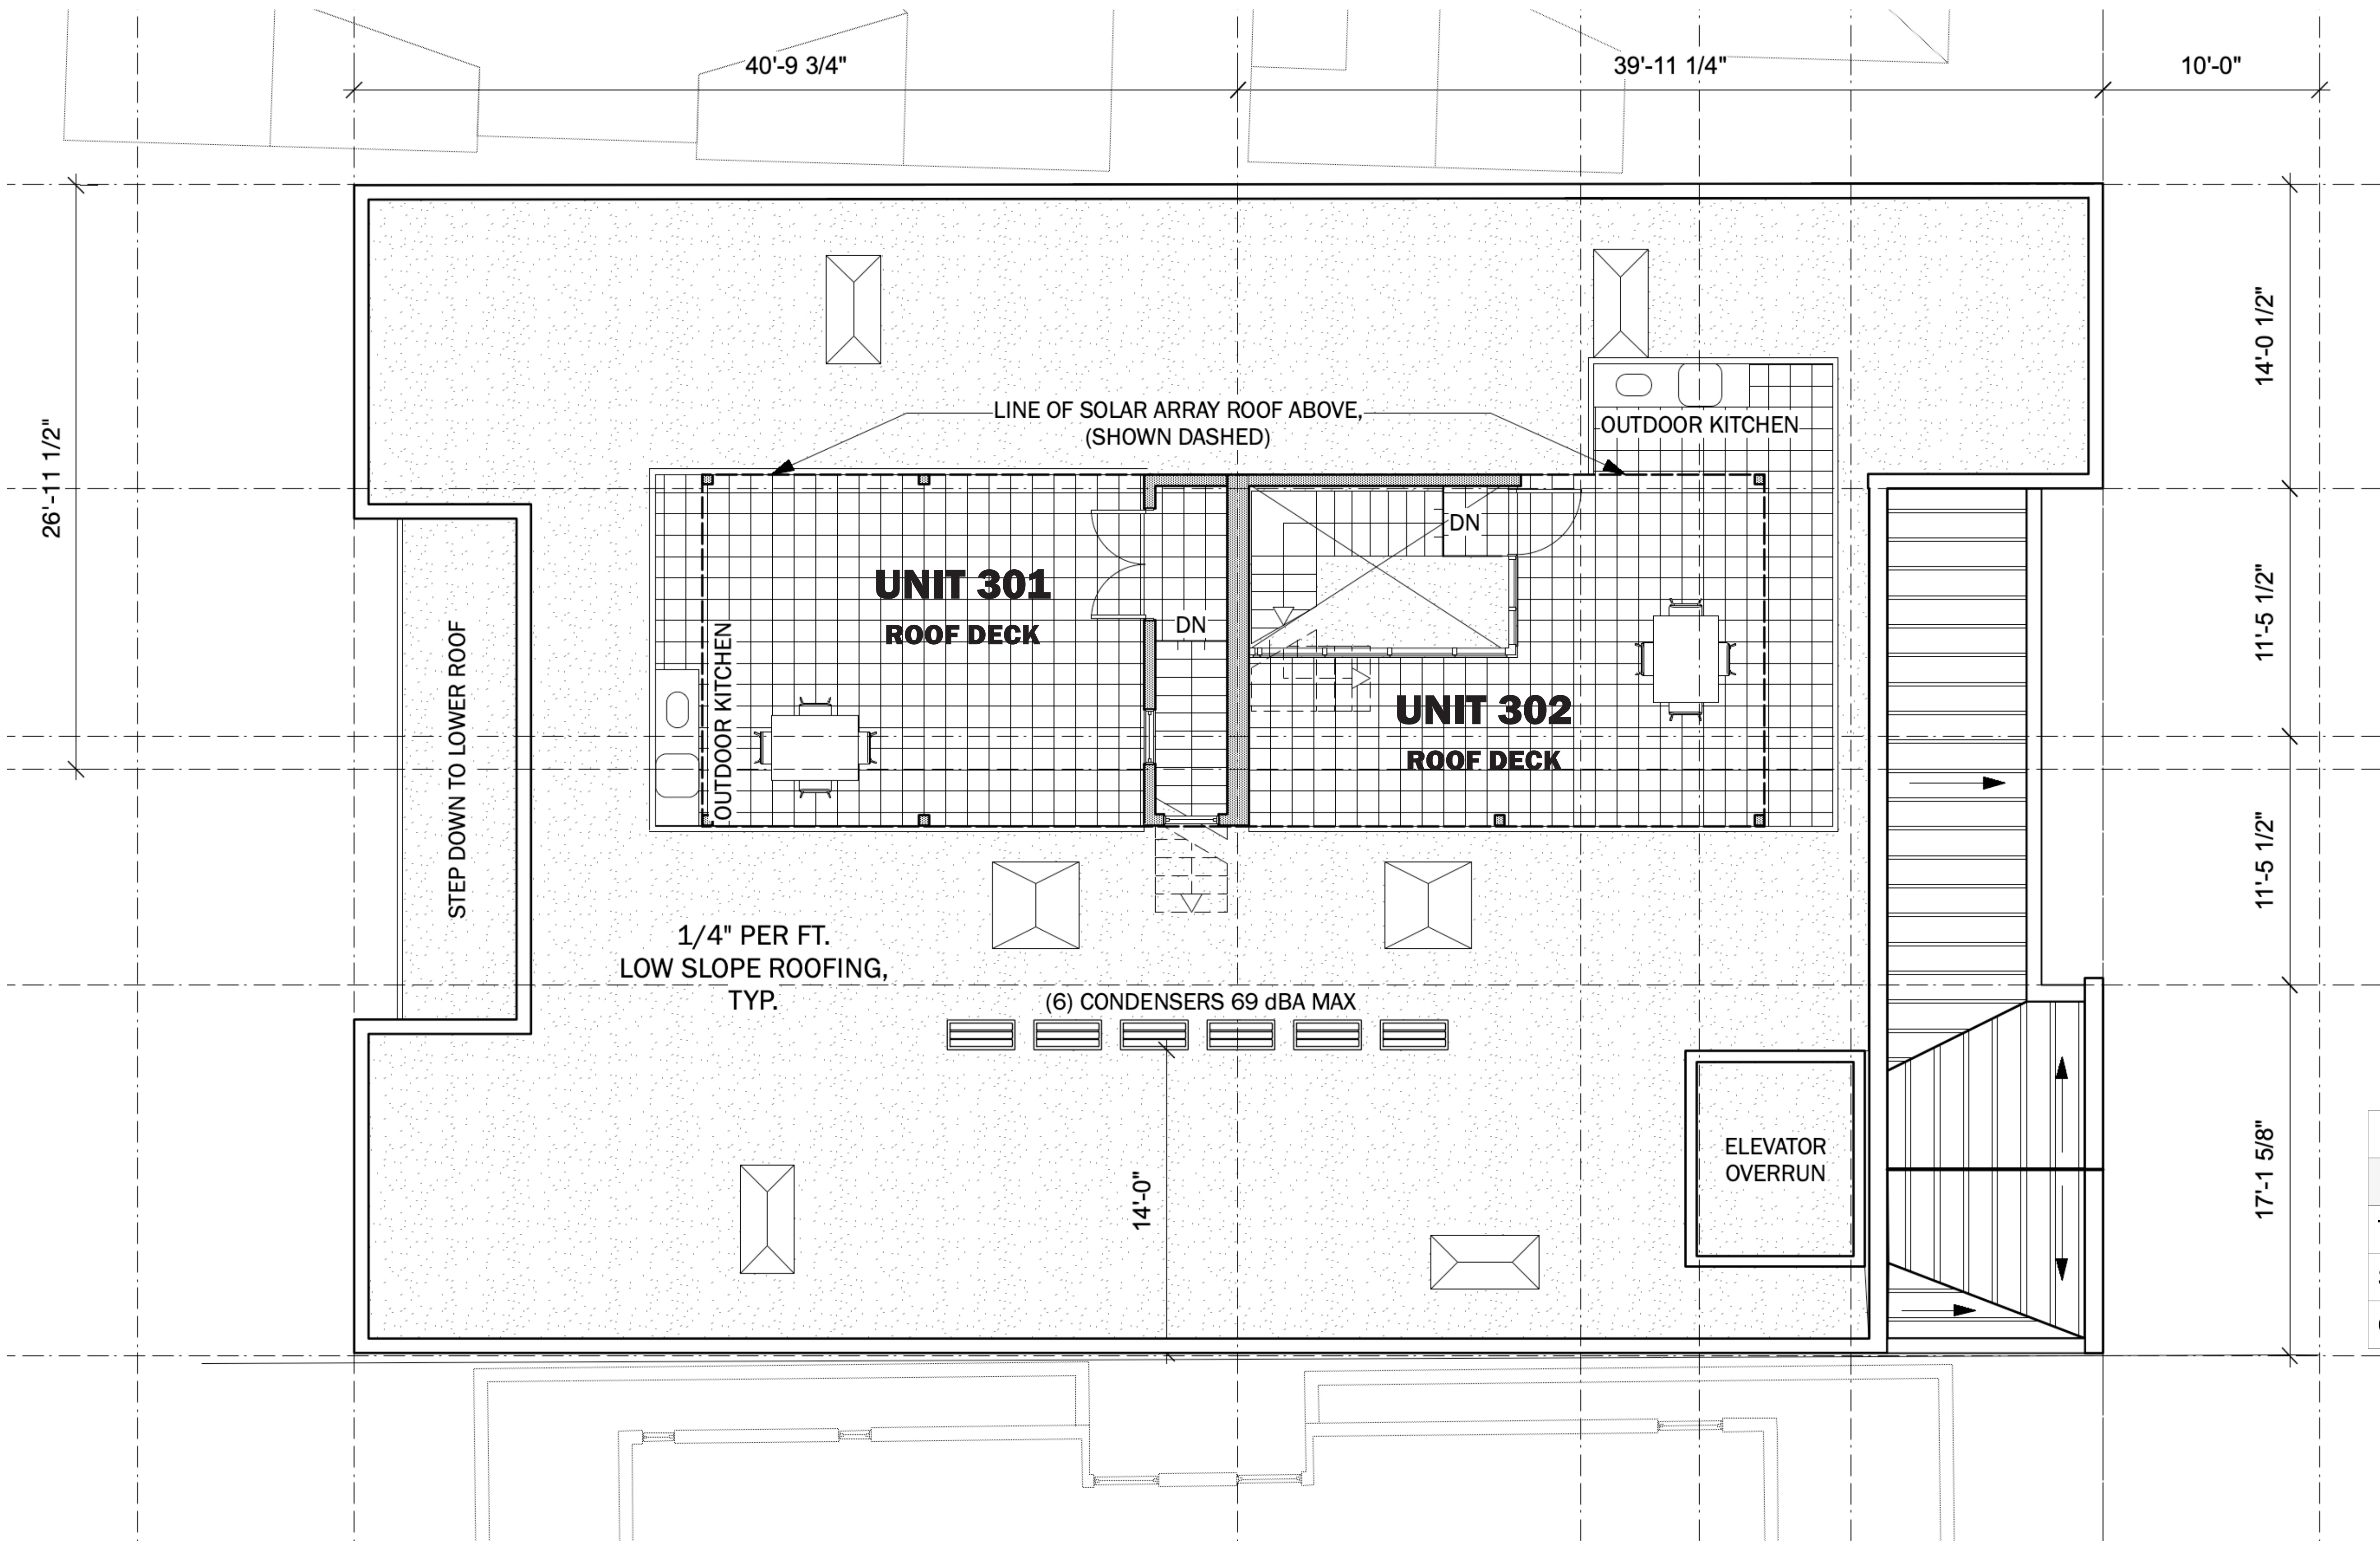 40'-9 3/4"
39'-11 1/4"
10'-0"
14'-0 1/2"
26'-11 1/2"
LINE OF SOLAR ARRAY ROOF ABOVE,
(SHOWN DASHED)
OUTDOOR KITCHEN
DN
11'-5 1/2"
UNIT 301
ROOF DECK
DN
OUTDOOR KITCHEN
STEP DOWN TO LOWER ROOF
UNIT 302
ROOF DECK
11'-5 1/2"
1/4" PER FT.
LOW SLOPE ROOFING,
TYP.
(6) CONDENSERS 69 dBA MAX
ELEVATOR
OVERRUN
14'-0"
17'-1 5/8"